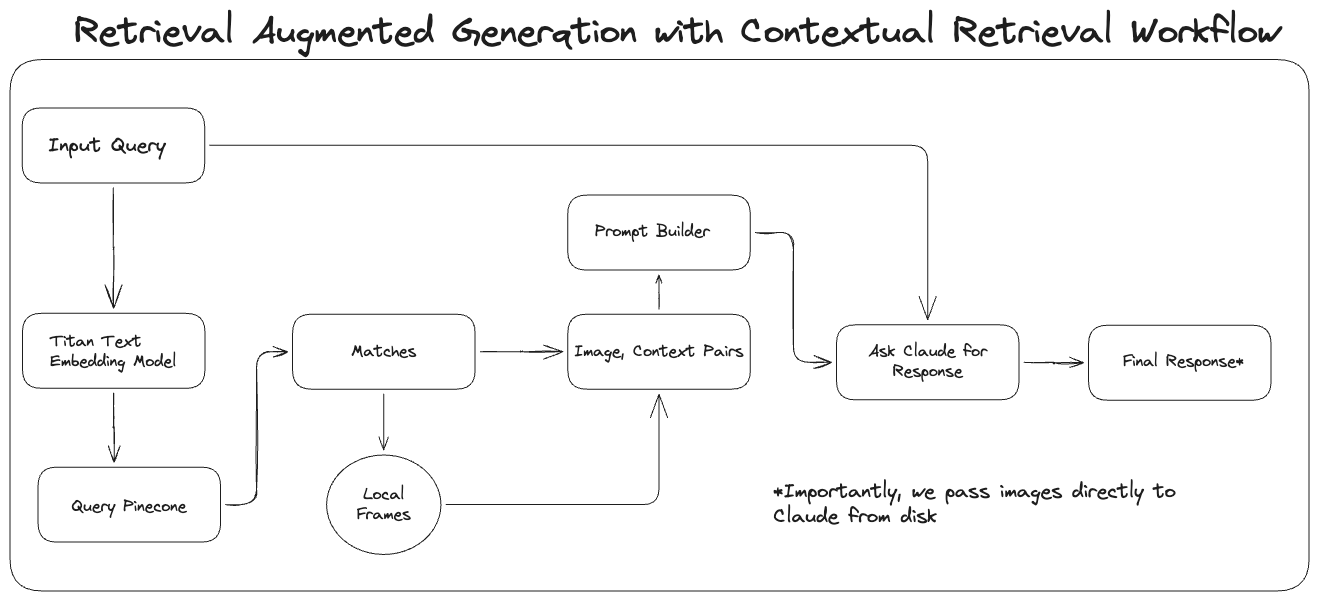 Retrieval Augmented Generation with Contextual Retrieval Workflow
Input Query
Prompt Builder
Titan Text
Embedding Model
Matches
Image, Context Pairs
Ask Claude for
Response
Final Response*
Query Pinecone
Local
Frames
*Importantly, we pass images directly to
Claude from disk